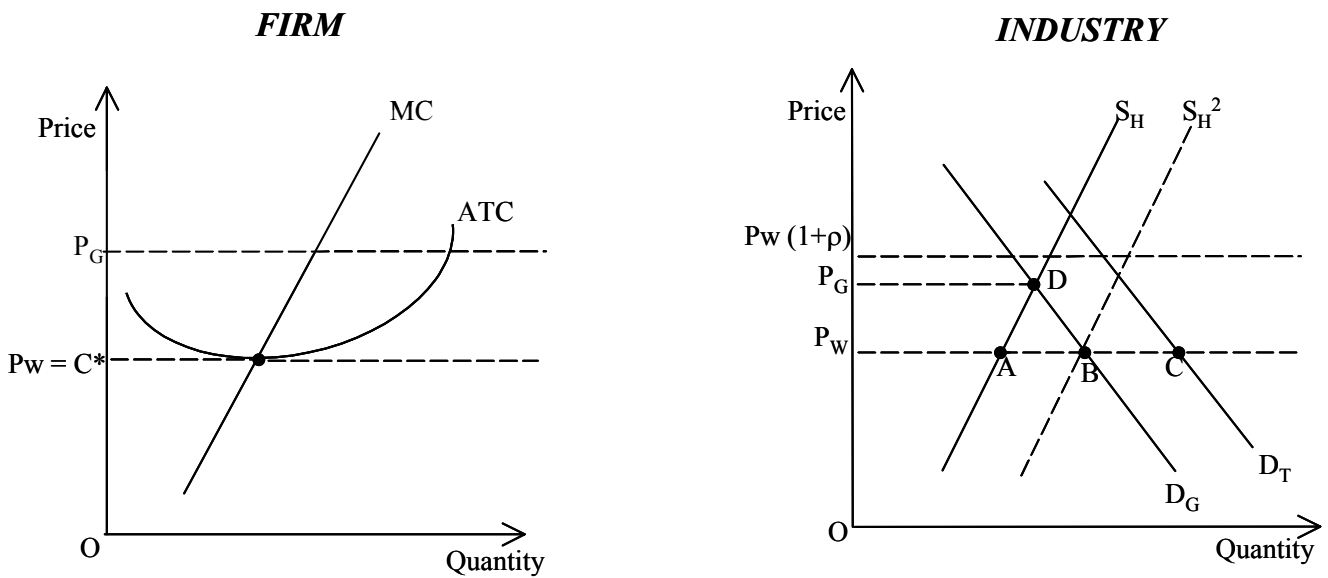 FIRM
MC
Price
ATC
P_G
Pw = C*
O
Quantity
INDUSTRY
Price
S_H
S_H^2
Pw (1+ρ)
P_G
D
P_W
A
B
C
D_T
D_G
O
Quantity